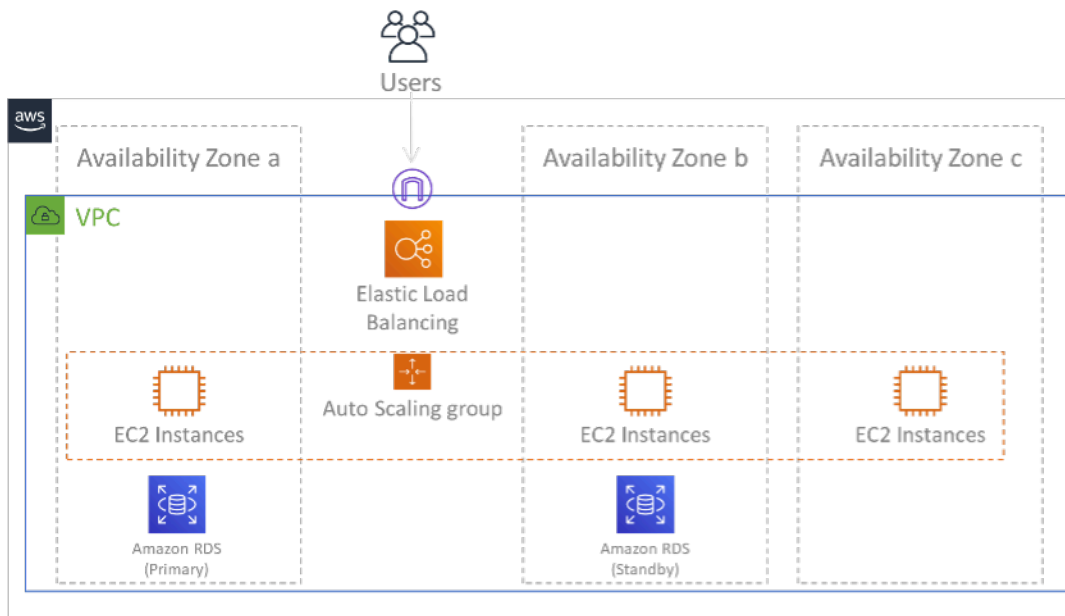 Users
aws
Availability Zone a
Availability Zone b
Availability Zone c
VPC
Elastic Load
Balancing
Auto Scaling group
EC2 Instances
EC2 Instances
EC2 Instances
Amazon RDS
(Primary)
Amazon RDS
(Standby)